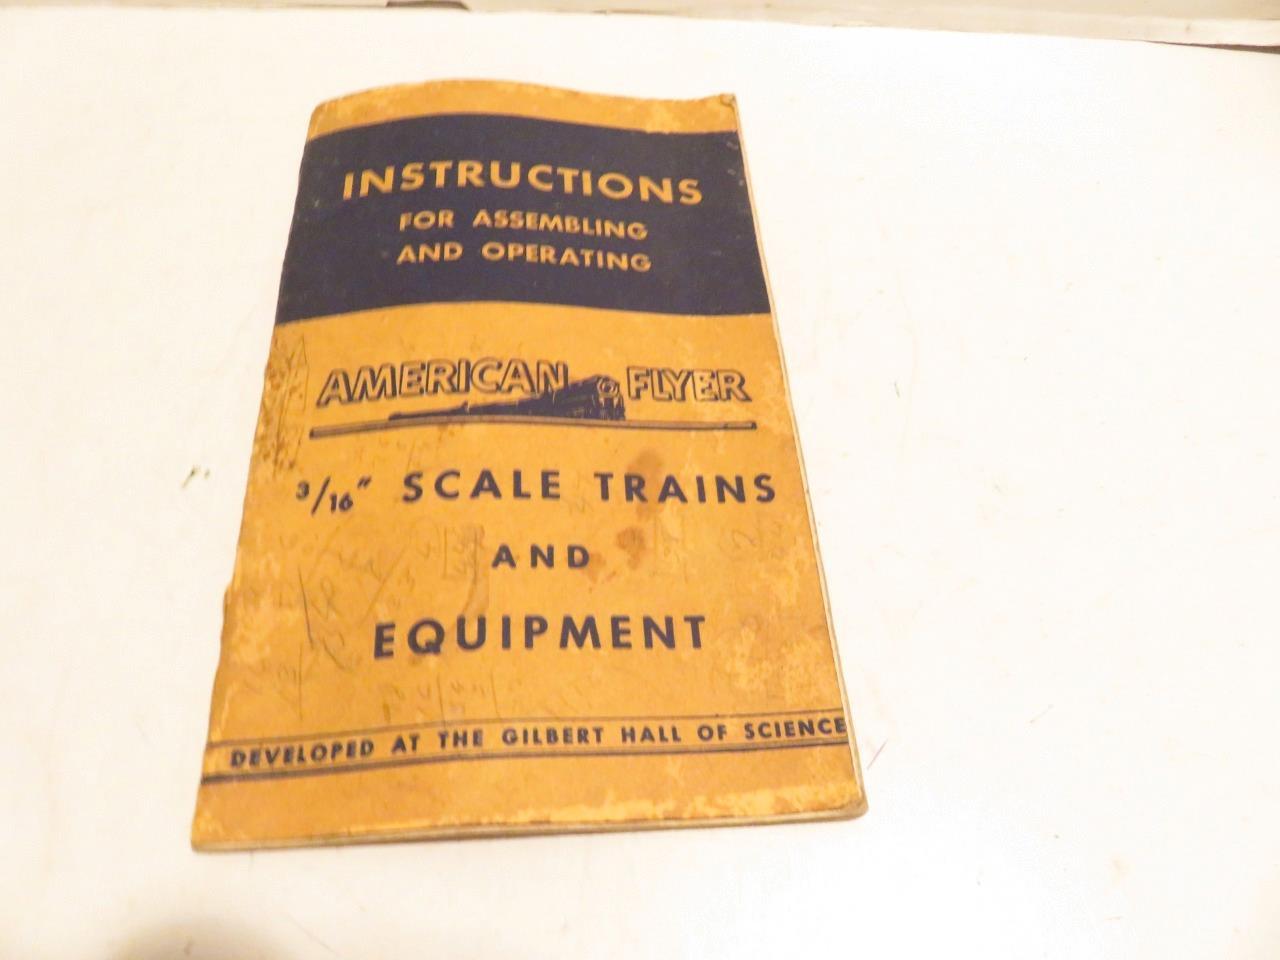 INSTRUCTIONS
FOR ASSEMBLING
AND OPERATING
AMERICAN FLYER
3/16" SCALE TRAINS
AND
EQUIPMENT
DEVELOPED AT THE GILBERT HALL OF SCIENCE